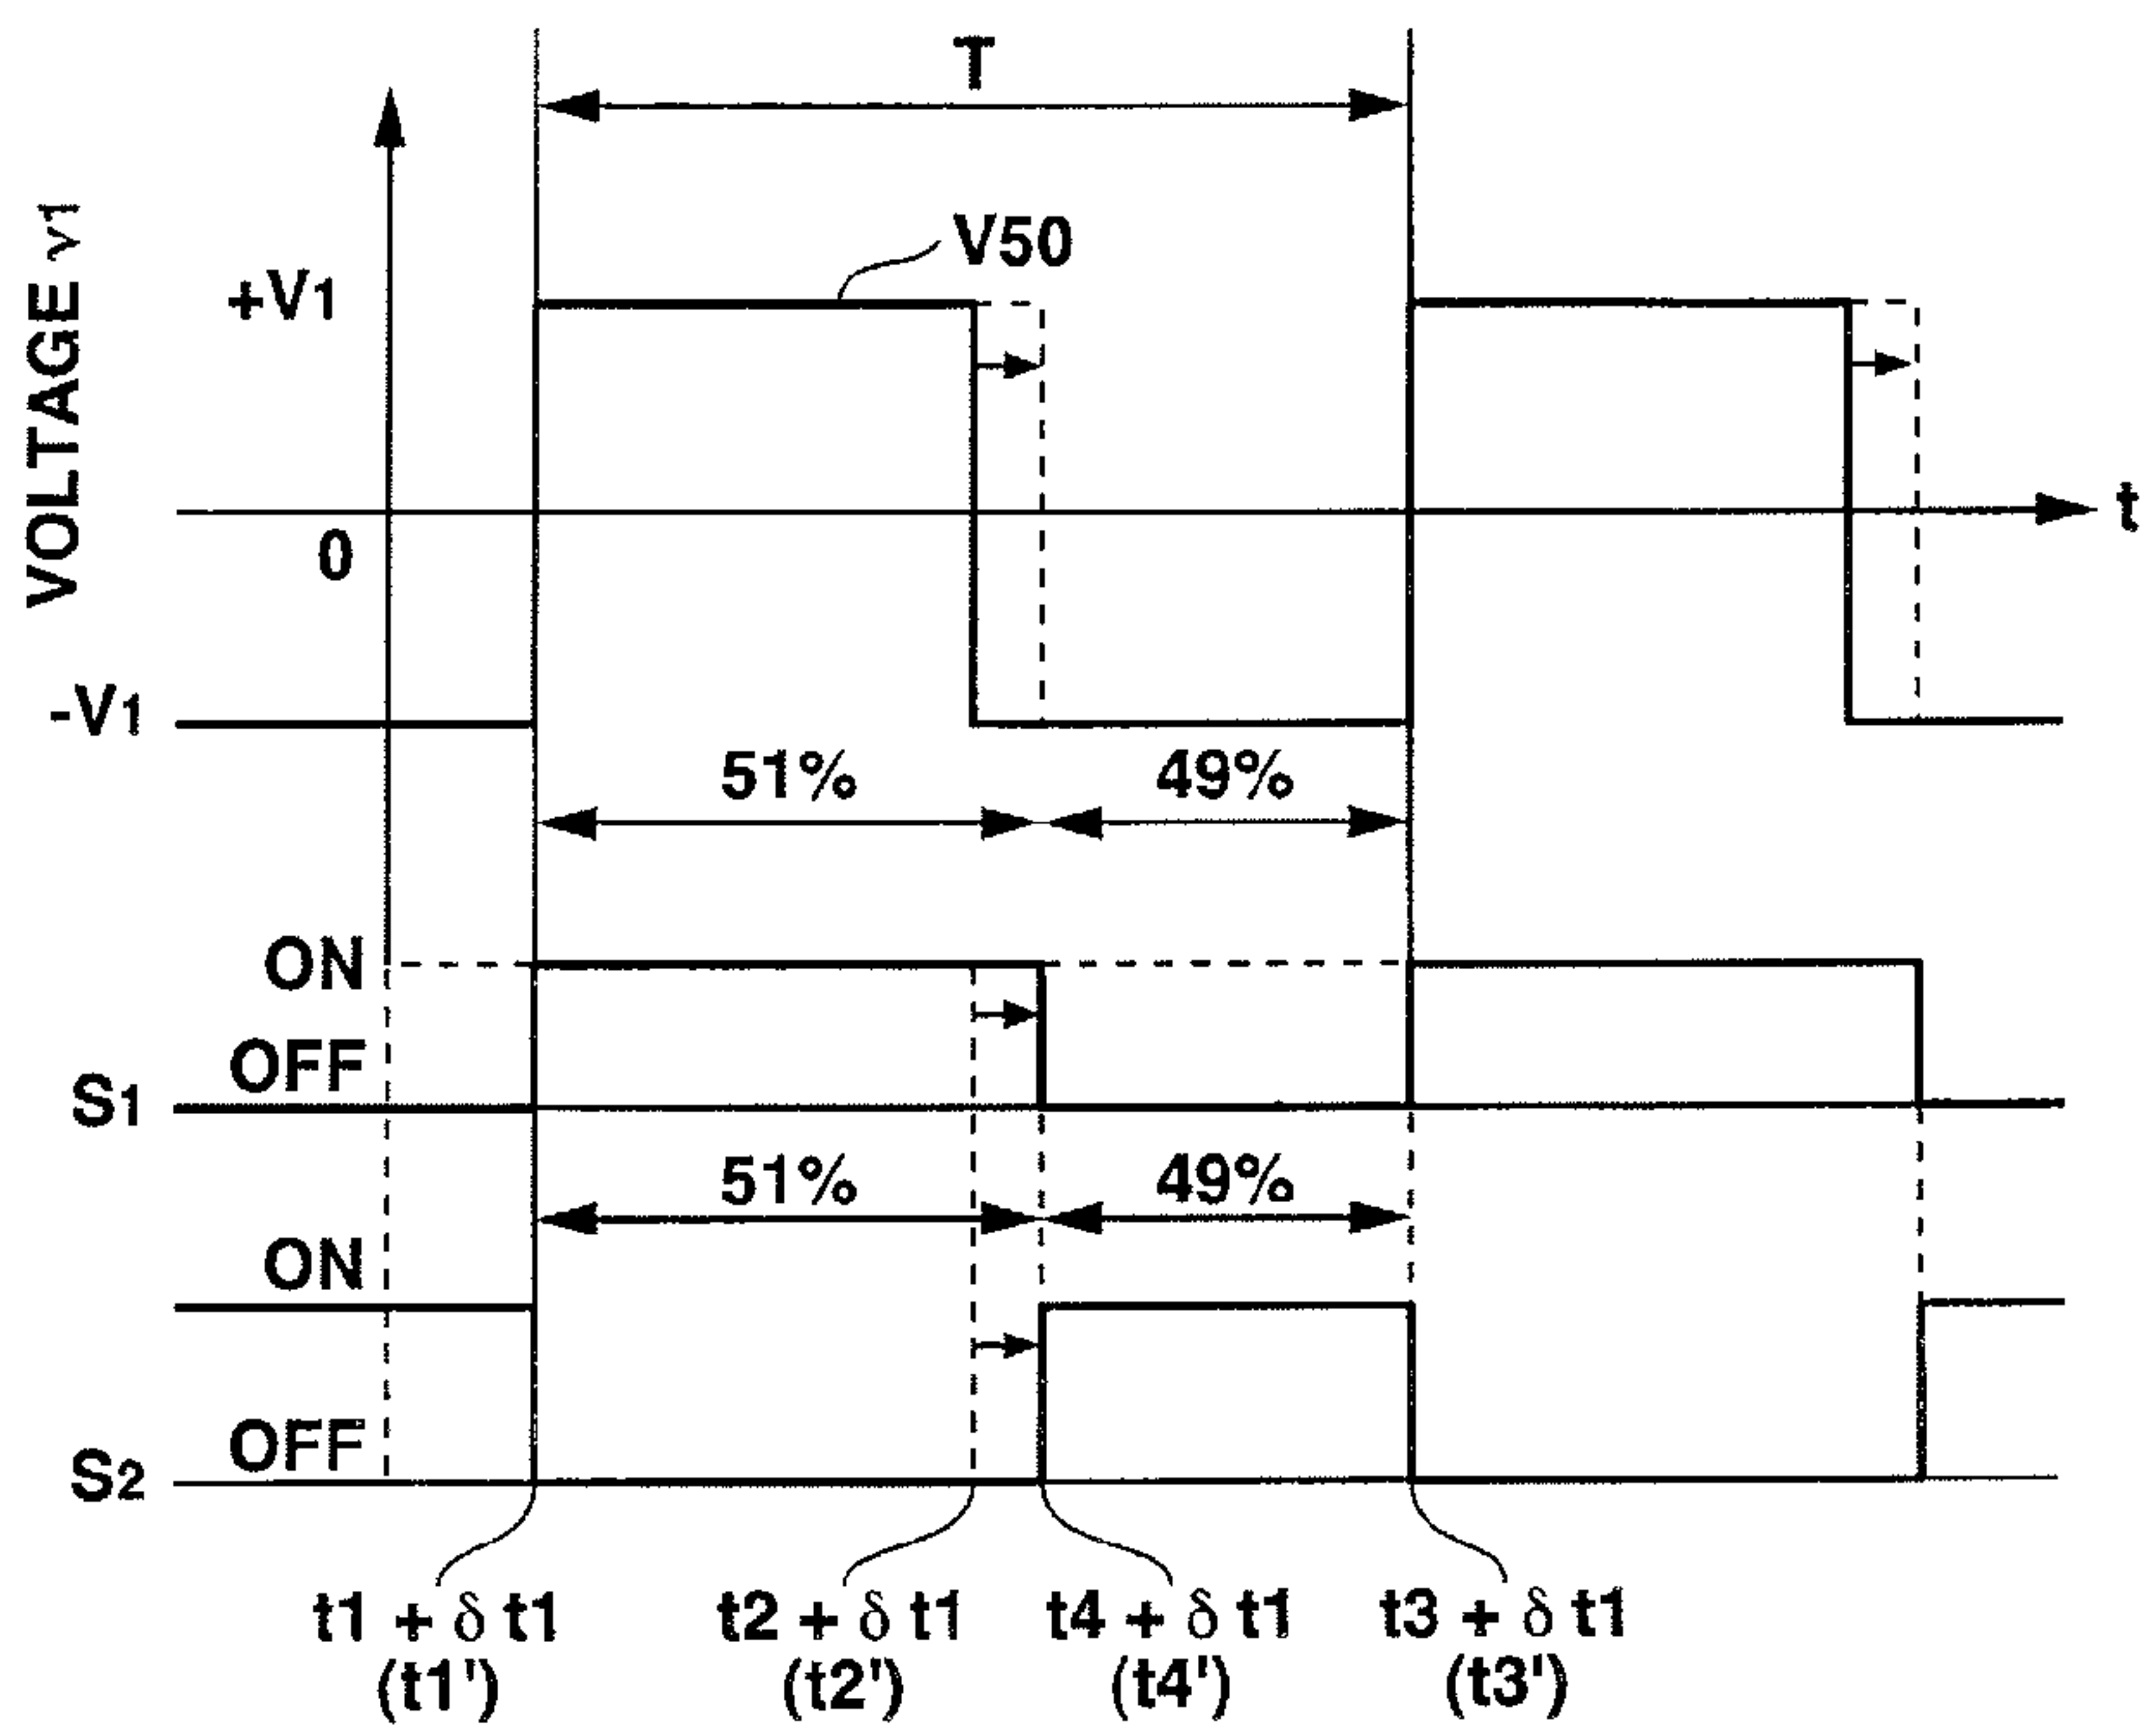 T
V50
VOLTAGE v1
+V1
0
t
-V1
51% 49%
ON
OFF
S1
51% 49%
ON
OFF
S2
t1 + δ t1 t2 + δ t1 t4 + δ t1 t3 + δ t1
(t1') (t2') (t4') (t3')